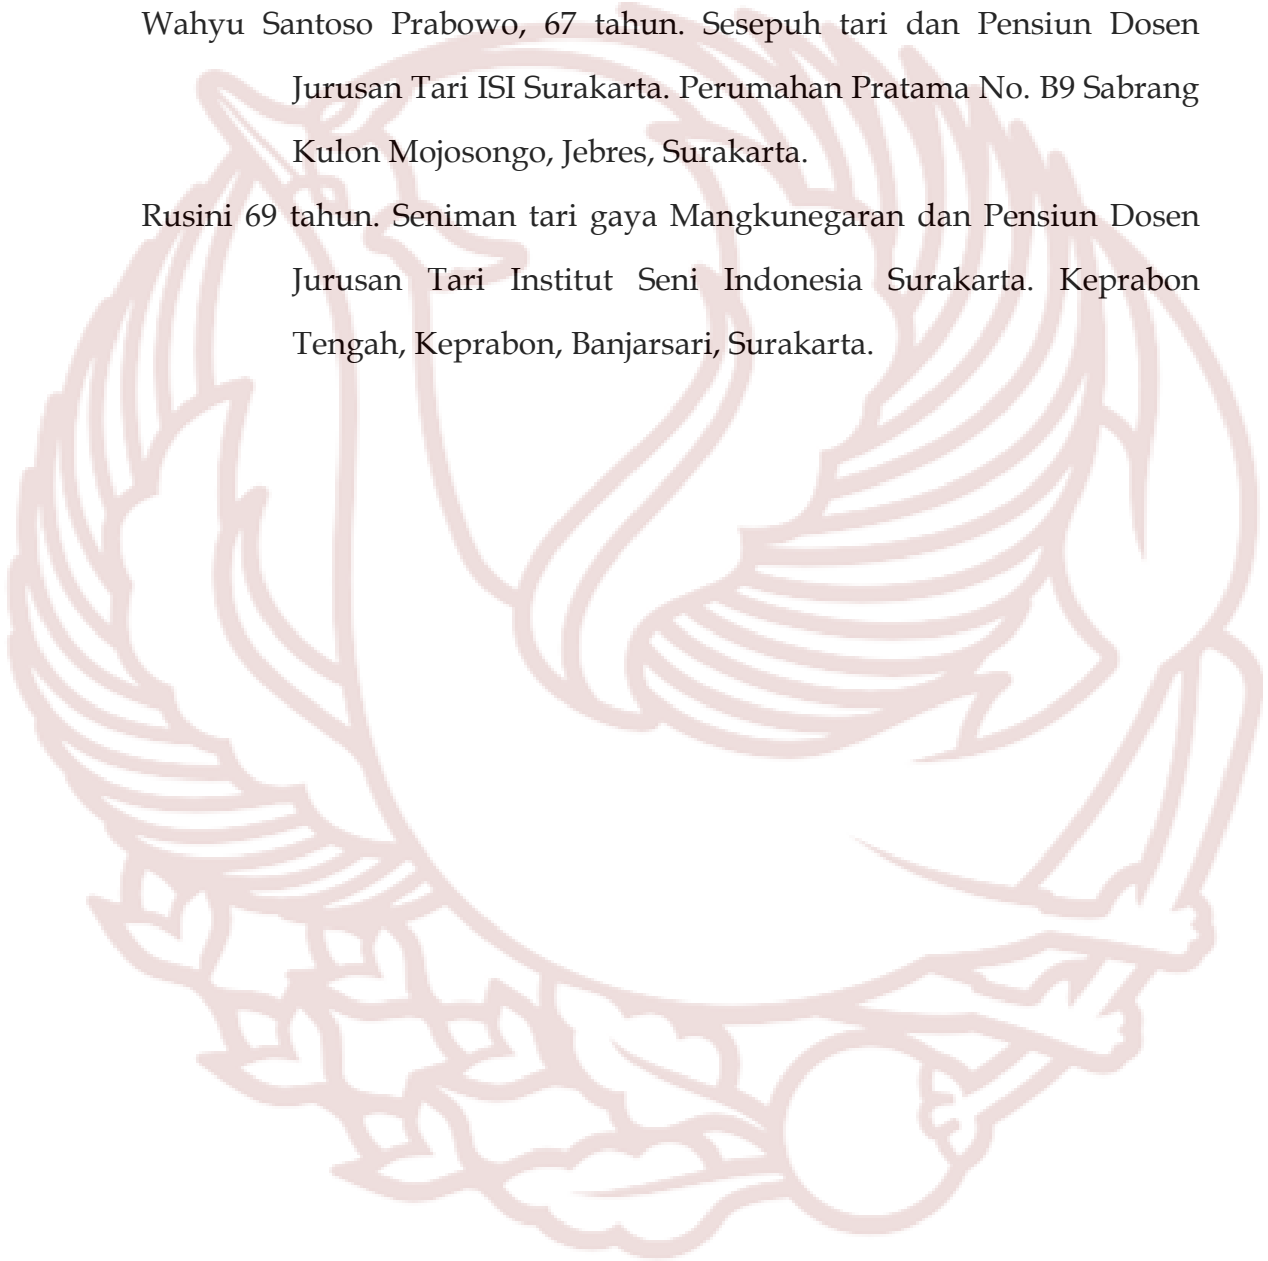 Wahyu Santoso Prabowo, 67 tahun. Sesepuh tari dan Pensiun Dosen
Jurusan Tari ISI Surakarta. Perumahan Pratama No. B9 Sabrang
Kulon Mojosongo, Jebres, Surakarta.
Rusini 69 tahun. Seniman tari gaya Mangkunegaran dan Pensiun Dosen
Jurusan Tari Institut Seni Indonesia Surakarta. Keprabon
Tengah, Keprabon, Banjarsari, Surakarta.